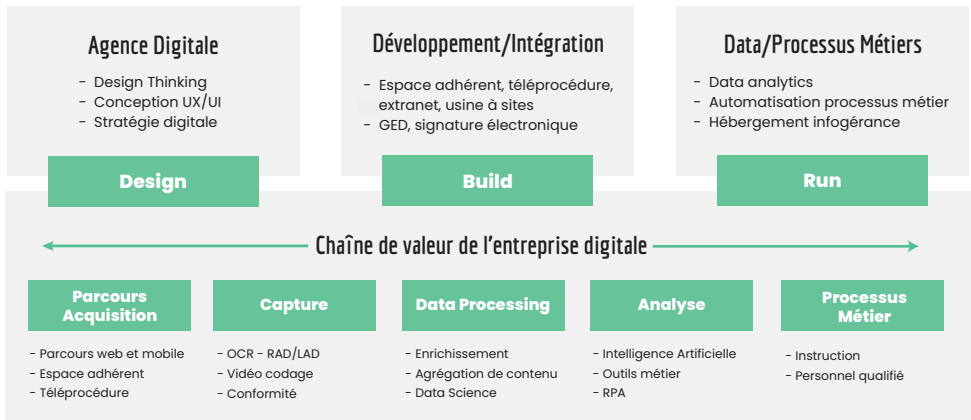 Agence Digitale
- Design Thinking
- Conception UX/UI
- Stratégie digitale
Design
Développement/Intégration
- Espace adhérent, téléprocédure,
extranet, usine à sites
- GED, signature électronique
Build
Data/Processus Métiers
- Data analytics
- Automatisation processus métier
- Hébergement infogérance
Run
Chaîne de valeur de l'entreprise digitale
Parcours
Acquisition
- Parcours web et mobile
- Espace adhérent
- Téléprocédure
Capture
- OCR - RAD/LAD
- Vidéo codage
- Conformité
Data Processing
- Enrichissement
- Agrégation de contenu
- Data Science
Analyse
- Intelligence Artificielle
- Outils métier
- RPA
Processus
Métier
- Instruction
- Personnel qualifié